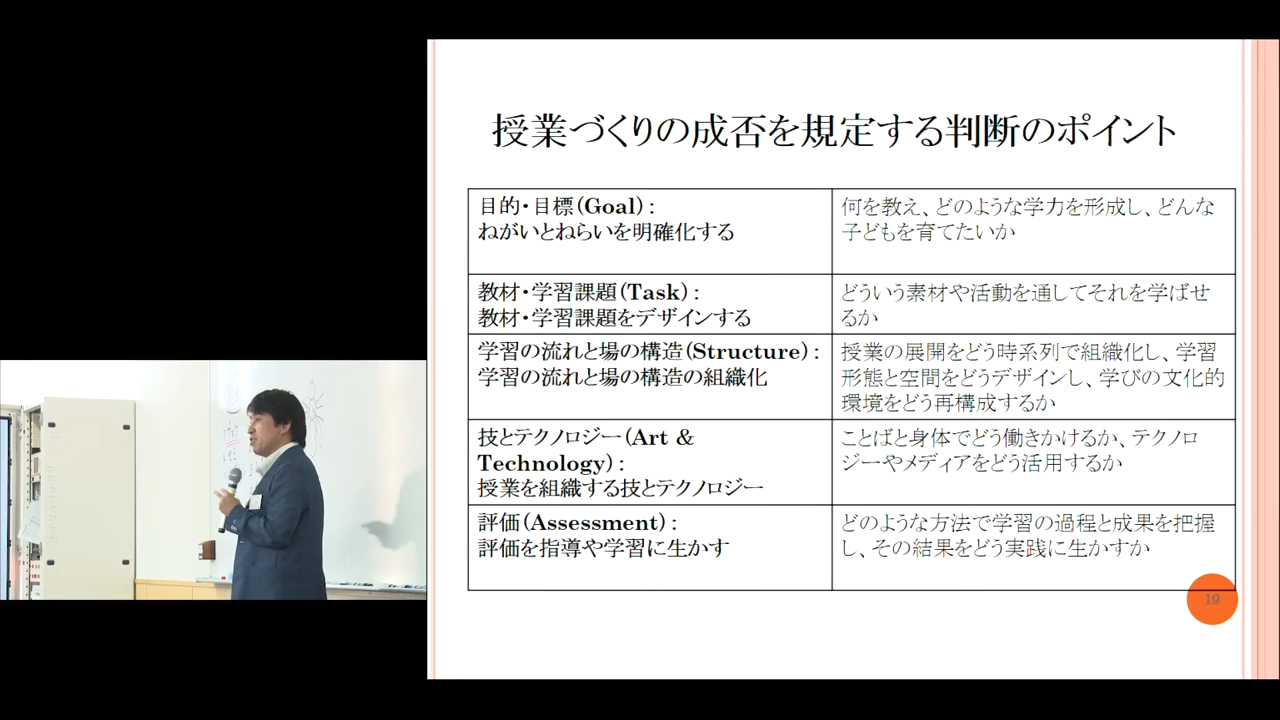 授業づくりの成否を規定する判断のポイント
目的・目標(Goal):
ねがいとねらいを明確化する
何を教え、どのような学力を形成し、どんな
子どもを育てたいか
教材・学習課題(Task):
教材・学習課題をデザインする
どういう素材や活動を通してそれを学ばせ
るか
学習の流れと場の構造(Structure):
学習の流れと場の構造の組織化
授業の展開をどう時系列で組織化し、学習
形態と空間をどうデザインし、学びの文化的
環境をどう再構成するか
技とテクノロジー(Art &
Technology):
授業を組織する技とテクノロジー
ことばと身体でどう働きかけるか、テクノロ
ジーやメディアをどう活用するか
評価(Assessment):
評価を指導や学習に生かす
どのような方法で学習の過程と成果を把握
し、その結果をどう実践に生かすか
19